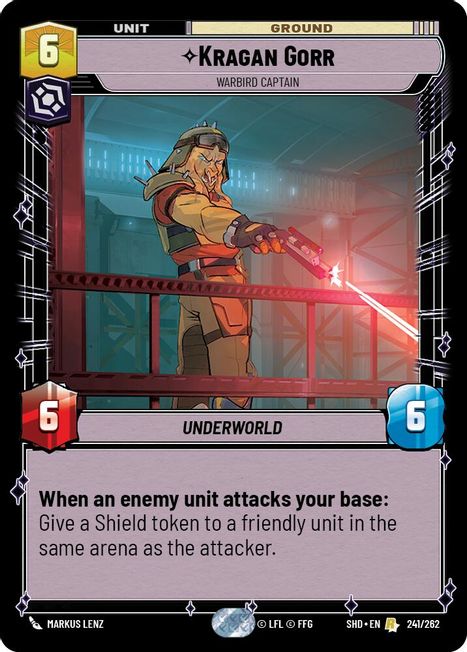 UNIT GROUND
6 ✧KRAGAN GORR
WARBIRD CAPTAIN
6 UNDERWORLD 6
When an enemy unit attacks your base:
Give a Shield token to a friendly unit in the
same arena as the attacker.
MARKUS LENZ © LFL © FFG SHD•EN R 241/262